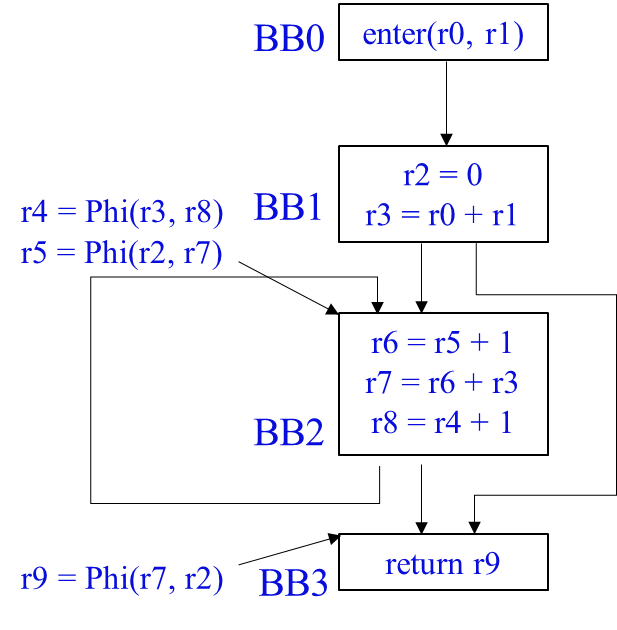 BB0
enter(r0, r1)
BB1
r2 = 0
r3 = r0 + r1
r4 = Phi(r3, r8)
r5 = Phi(r2, r7)
BB2
r6 = r5 + 1
r7 = r6 + r3
r8 = r4 + 1
r9 = Phi(r7, r2)
BB3
return r9